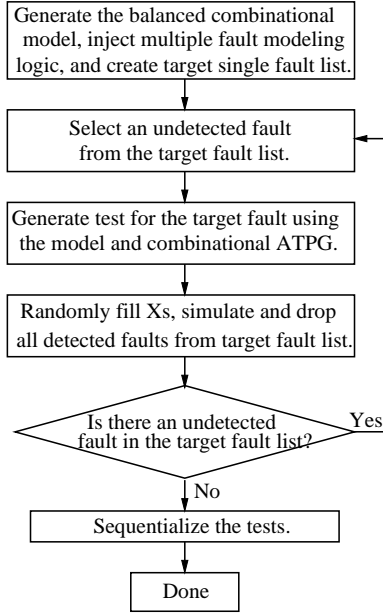 Generate the balanced combinational
model, inject multiple fault modeling
logic, and create target single fault list.
Select an undetected fault
from the target fault list.
Generate test for the target fault using
the model and combinational ATPG.
Randomly fill Xs, simulate and drop
all detected faults from target fault list.
Is there an undetected
fault in the target fault list?
Yes
No
Sequentialize the tests.
Done